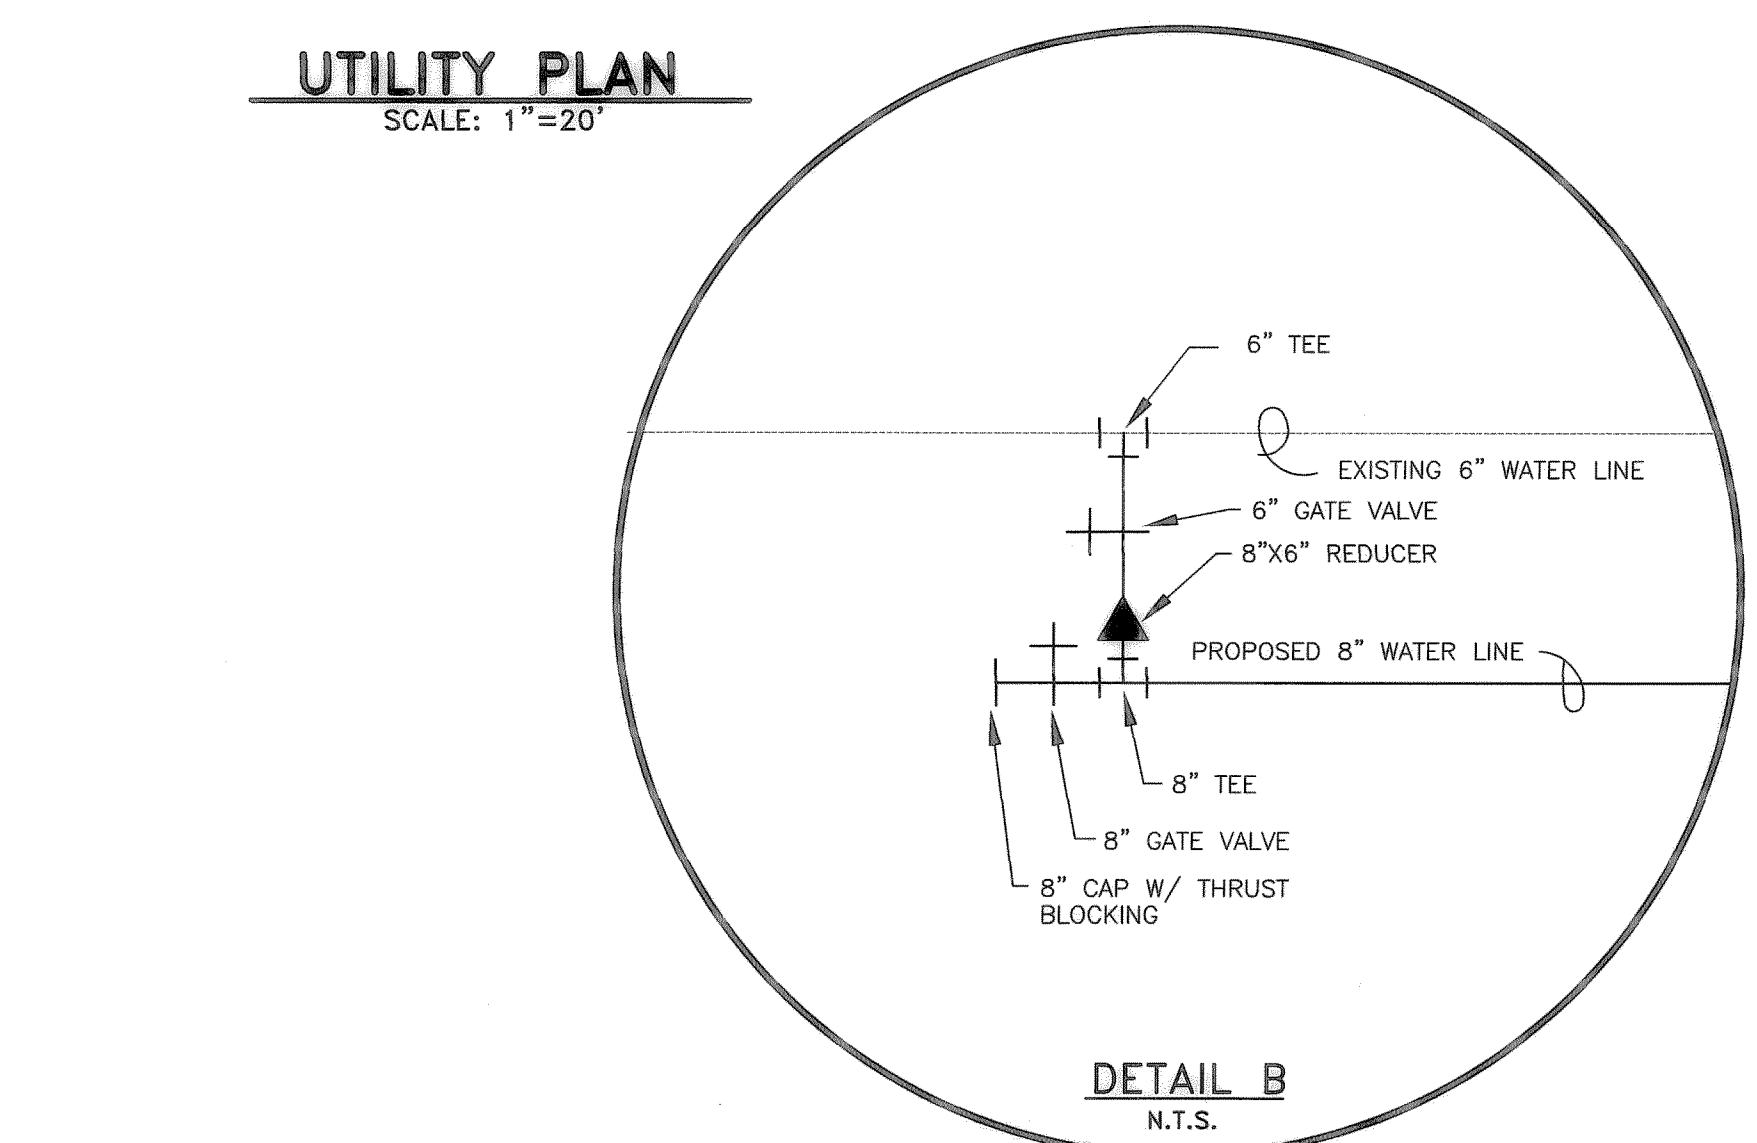 UTILITY PLAN
SCALE: 1"=20'
6" TEE
EXISTING 6" WATER LINE
6" GATE VALVE
8"X6" REDUCER
PROPOSED 8" WATER LINE
8" TEE
8" GATE VALVE
8" CAP W/ THRUST
BLOCKING
DETAIL B
N.T.S.